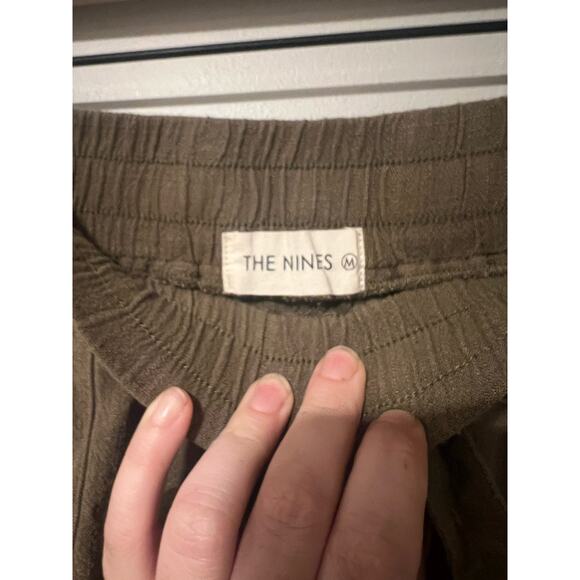 THE NINES Ⓜ